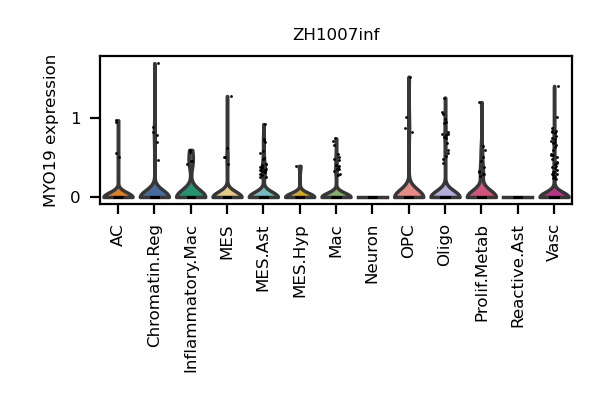 ZH1007inf
MYO19 expression
1
0
AC
Chromatin.Reg
Inflammatory.Mac
MES
MES.Ast
MES.Hyp
Mac
Neuron
OPC
Oligo
Prolif.Metab
Reactive.Ast
Vasc